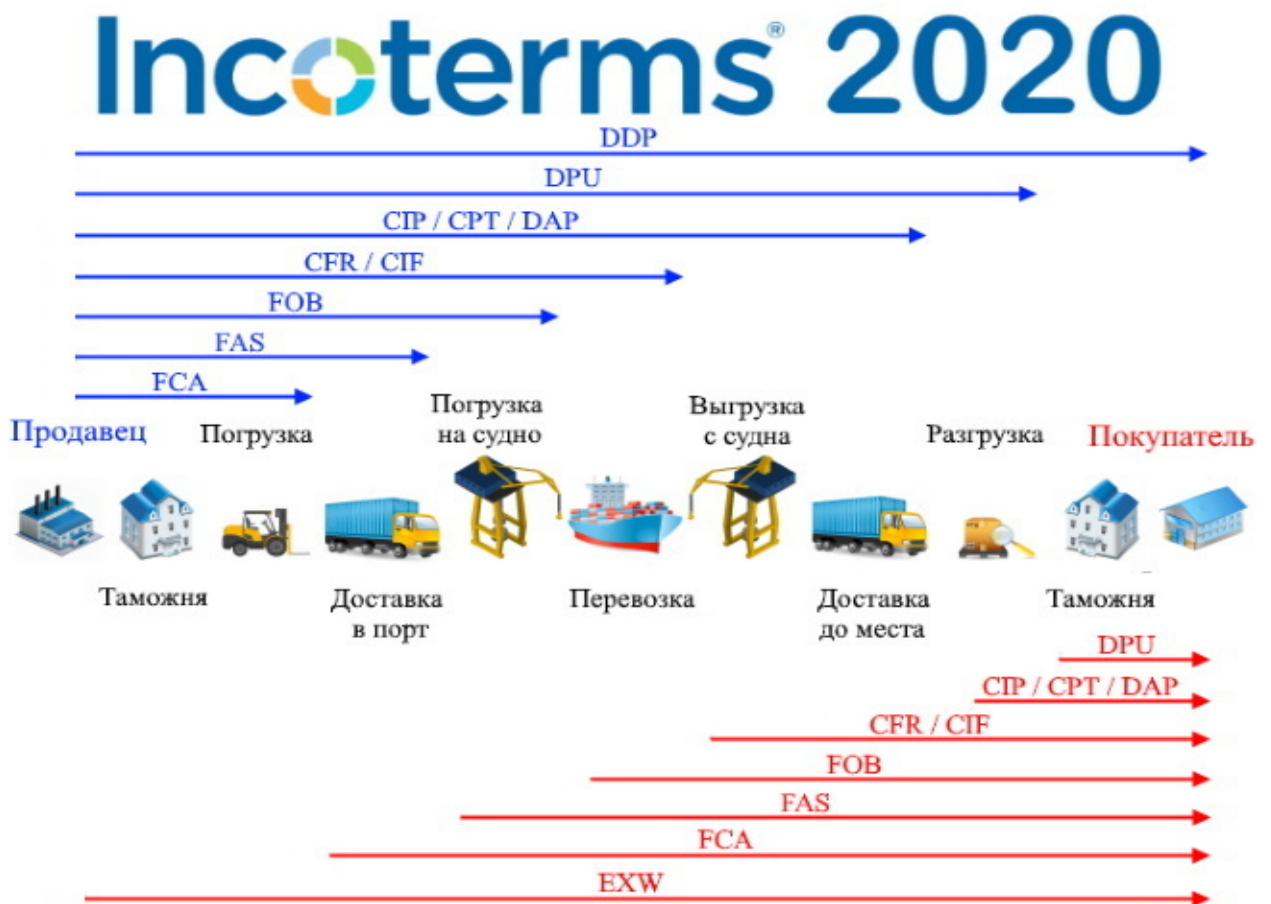 Incoterms® 2020
DDP
DPU
CIP / CPT / DAP
CFR / CIF
FOB
FAS
FCA
Продавец
Погрузка
Погрузка
на судно
Выгрузка
с судна
Разгрузка
Покупатель
Таможня
Доставка
в порт
Перевозка
Доставка
до места
Таможня
DPU
CIP / CPT / DAP
CFR / CIF
FOB
FAS
FCA
EXW